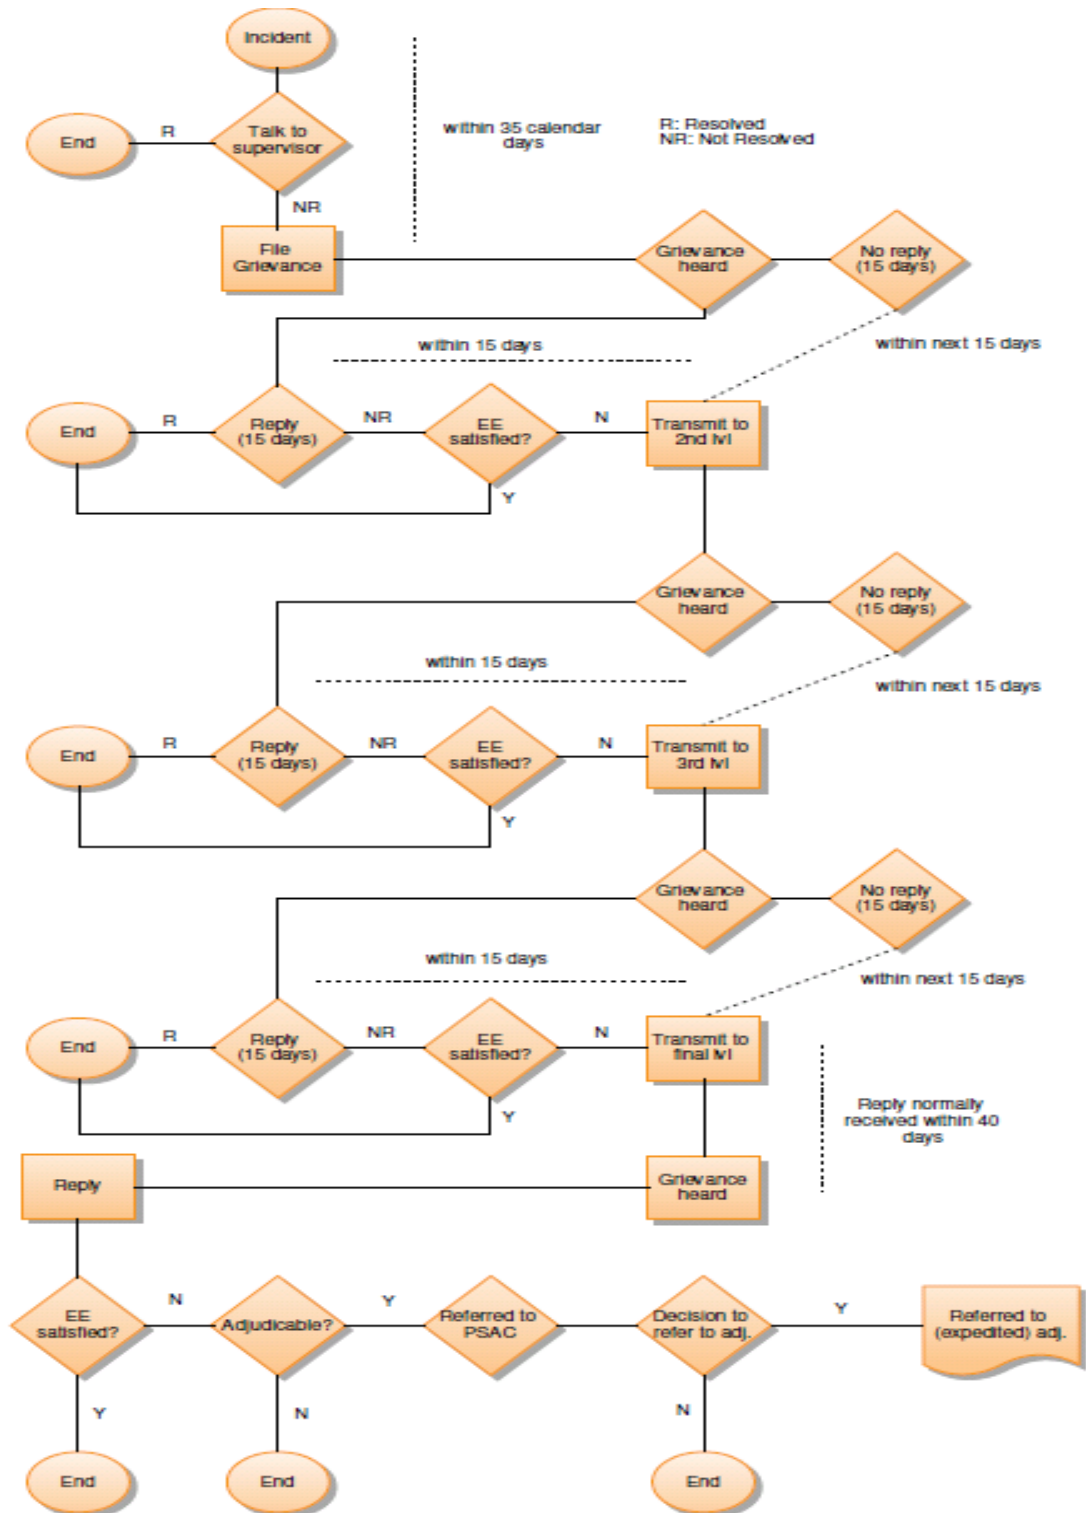 Incident
within 35 calendar
days
R: Resolved
NR: Not Resolved
End
R
Talk to
supervisor
NR
File
Grievance
Grievance
heard
No reply
(15 days)
within 15 days
within next 15 days
End
R
Reply
(15 days)
NR
EE
satisfied?
N
Transmit to
2nd lvl
Y
Grievance
heard
No reply
(15 days)
within 15 days
within next 15 days
End
R
Reply
(15 days)
NR
EE
satisfied?
N
Transmit to
3rd lvl
Y
Grievance
heard
No reply
(15 days)
within 15 days
within next 15 days
End
R
Reply
(15 days)
NR
EE
satisfied?
N
Transmit to
final lvl
Y
Reply normally
received within 40
days
Reply
Grievance
heard
EE
satisfied?
N
Adjudicable?
Y
Referred to
PSAC
Decision to
refer to adj.
Y
Referred to
(expedited) adj.
Y
N
N
End
End
End